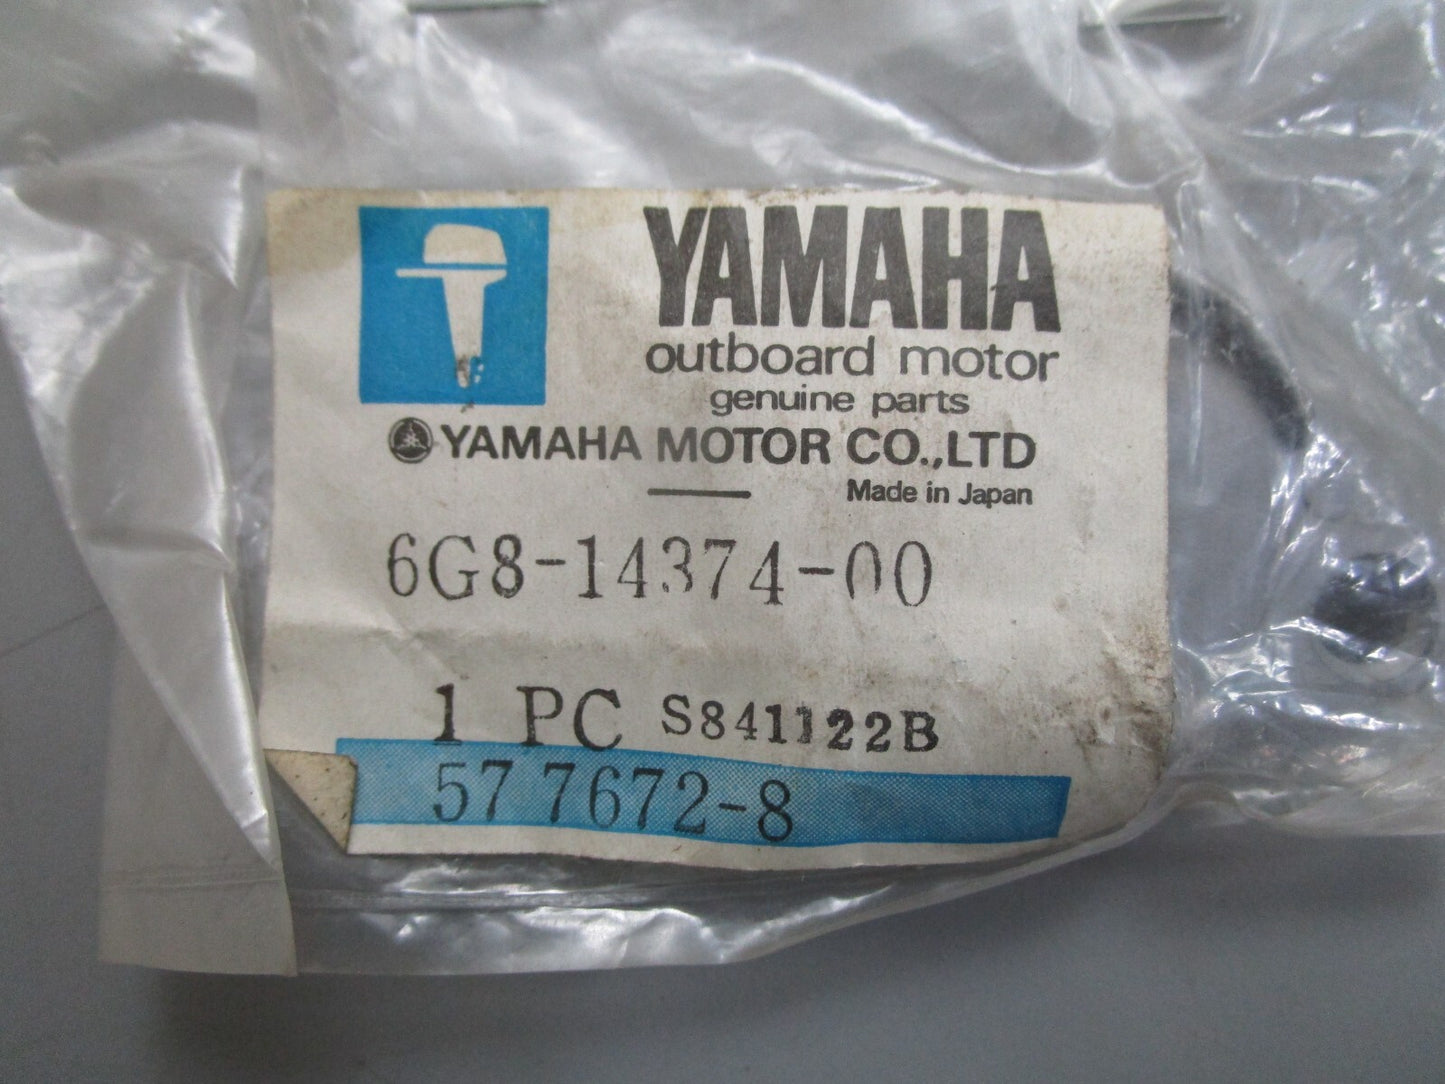 YAMAHA
outboard motor
genuine parts
YAMAHA MOTOR CO.,LTD
Made in Japan
6G8-14374-00
1 PC S841122B
57 7672-8